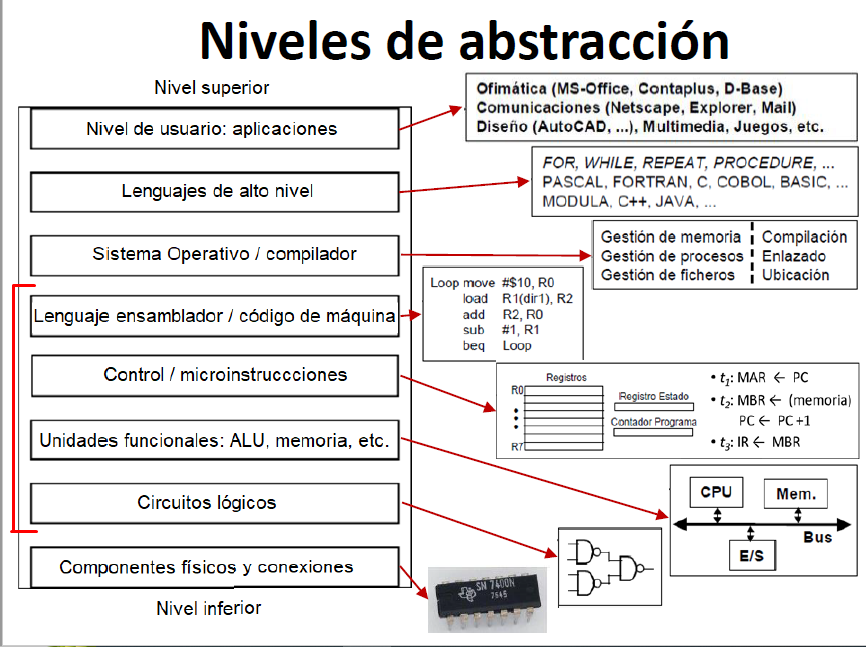 Niveles de abstracción
Nivel superior
Nivel de usuario: aplicaciones
Ofimática (MS-Office, Contaplus, D-Base)
Comunicaciones (Netscape, Explorer, Mail)
Diseño (AutoCAD, ...), Multimedia, Juegos, etc.
Lenguajes de alto nivel
FOR, WHILE, REPEAT, PROCEDURE, ...
PASCAL, FORTRAN, C, COBOL, BASIC, ...
MODULA, C++, JAVA, ...
Sistema Operativo / compilador
Gestión de memoria
Gestión de procesos
Gestión de ficheros
Compilación
Enlazado
Ubicación
Lenguaje ensamblador / código de máquina
Loop move #$10, R0
load R1(dir1), R2
add R2, R0
sub #1, R1
beq Loop
Control / microinstruccciones
Registros
R0
R7
Registro Estado
Contador Programa
• t1: MAR ← PC
• t2: MBR ← (memoria)
PC ← PC +1
• t3: IR ← MBR
Unidades funcionales: ALU, memoria, etc.
CPU
Mem.
Bus
E/S
Circuitos lógicos
Componentes físicos y conexiones
SN 7400N
7645
Nivel inferior